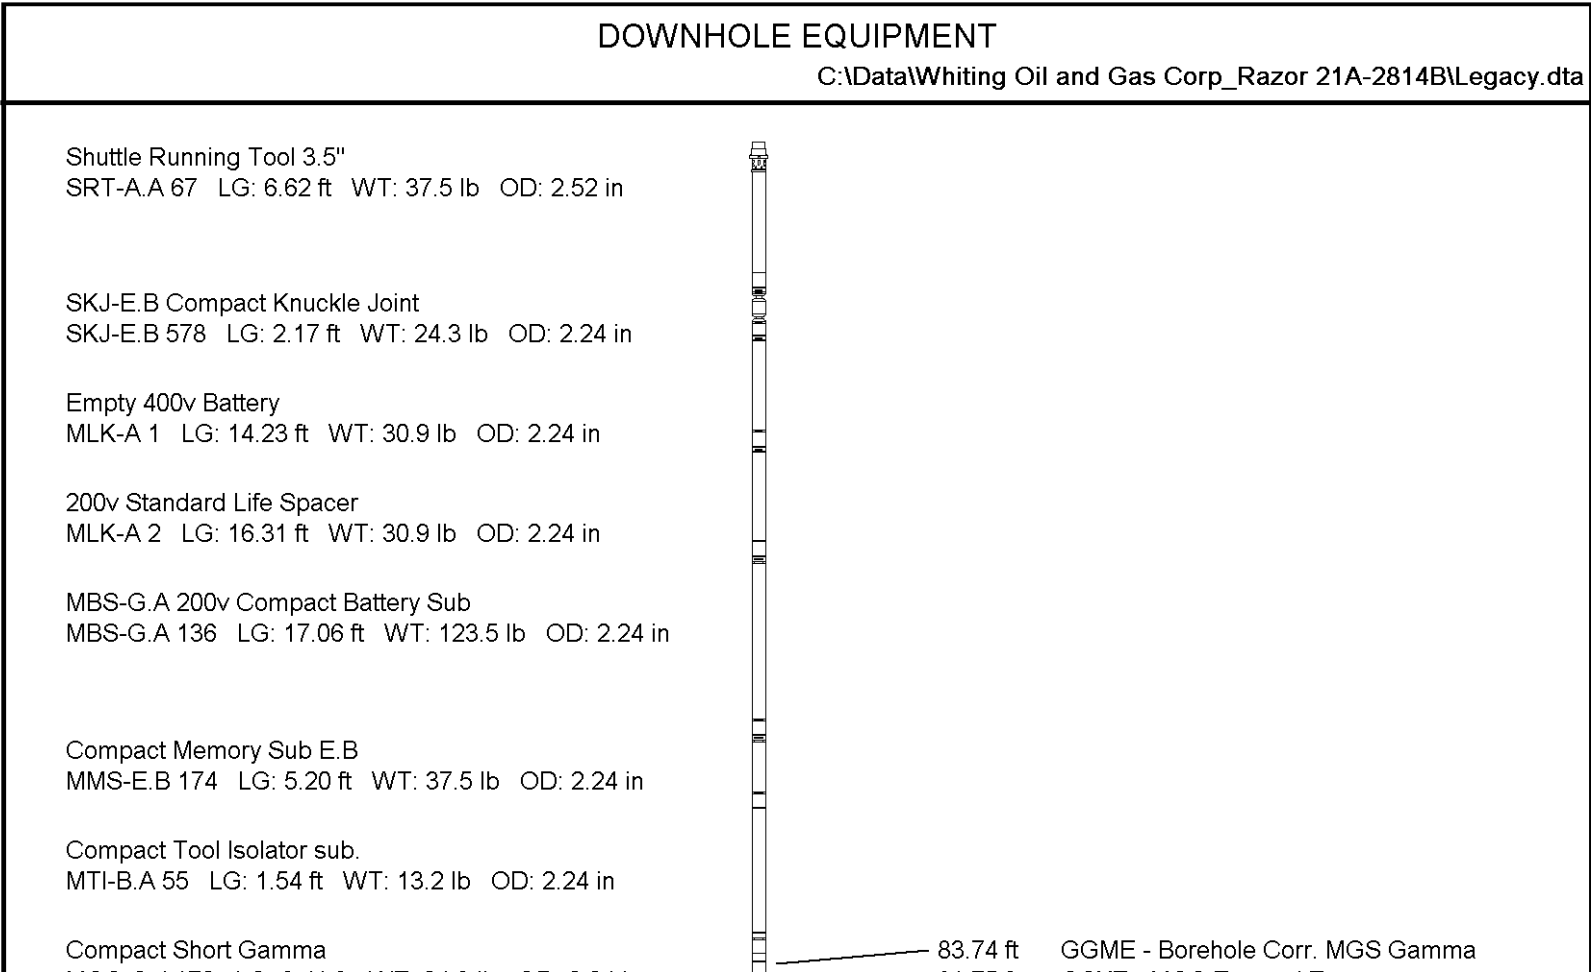 DOWNHOLE EQUIPMENT
C:\Data\Whiting Oil and Gas Corp_Razor 21A-2814B\Legacy.dta
Shuttle Running Tool 3.5"
SRT-A.A 67 LG: 6.62 ft WT: 37.5 lb OD: 2.52 in
SKJ-E.B Compact Knuckle Joint
SKJ-E.B 578 LG: 2.17 ft WT: 24.3 lb OD: 2.24 in
Empty 400v Battery
MLK-A 1 LG: 14.23 ft WT: 30.9 lb OD: 2.24 in
200v Standard Life Spacer
MLK-A 2 LG: 16.31 ft WT: 30.9 lb OD: 2.24 in
MBS-G.A 200v Compact Battery Sub
MBS-G.A 136 LG: 17.06 ft WT: 123.5 lb OD: 2.24 in
Compact Memory Sub E.B
MMS-E.B 174 LG: 5.20 ft WT: 37.5 lb OD: 2.24 in
Compact Tool Isolator sub.
MTI-B.A 55 LG: 1.54 ft WT: 13.2 lb OD: 2.24 in
Compact Short Gamma 83.74 ft GGME - Borehole Corr. MGS Gamma